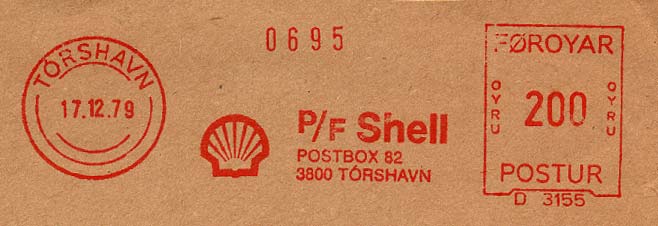 TÓRSHAVN
17.12.79
0695
P/F Shell
POSTBOX 82
3800 TÓRSHAVN
FØROYAR
OYRU 200 OYRU
POSTUR
D 3155